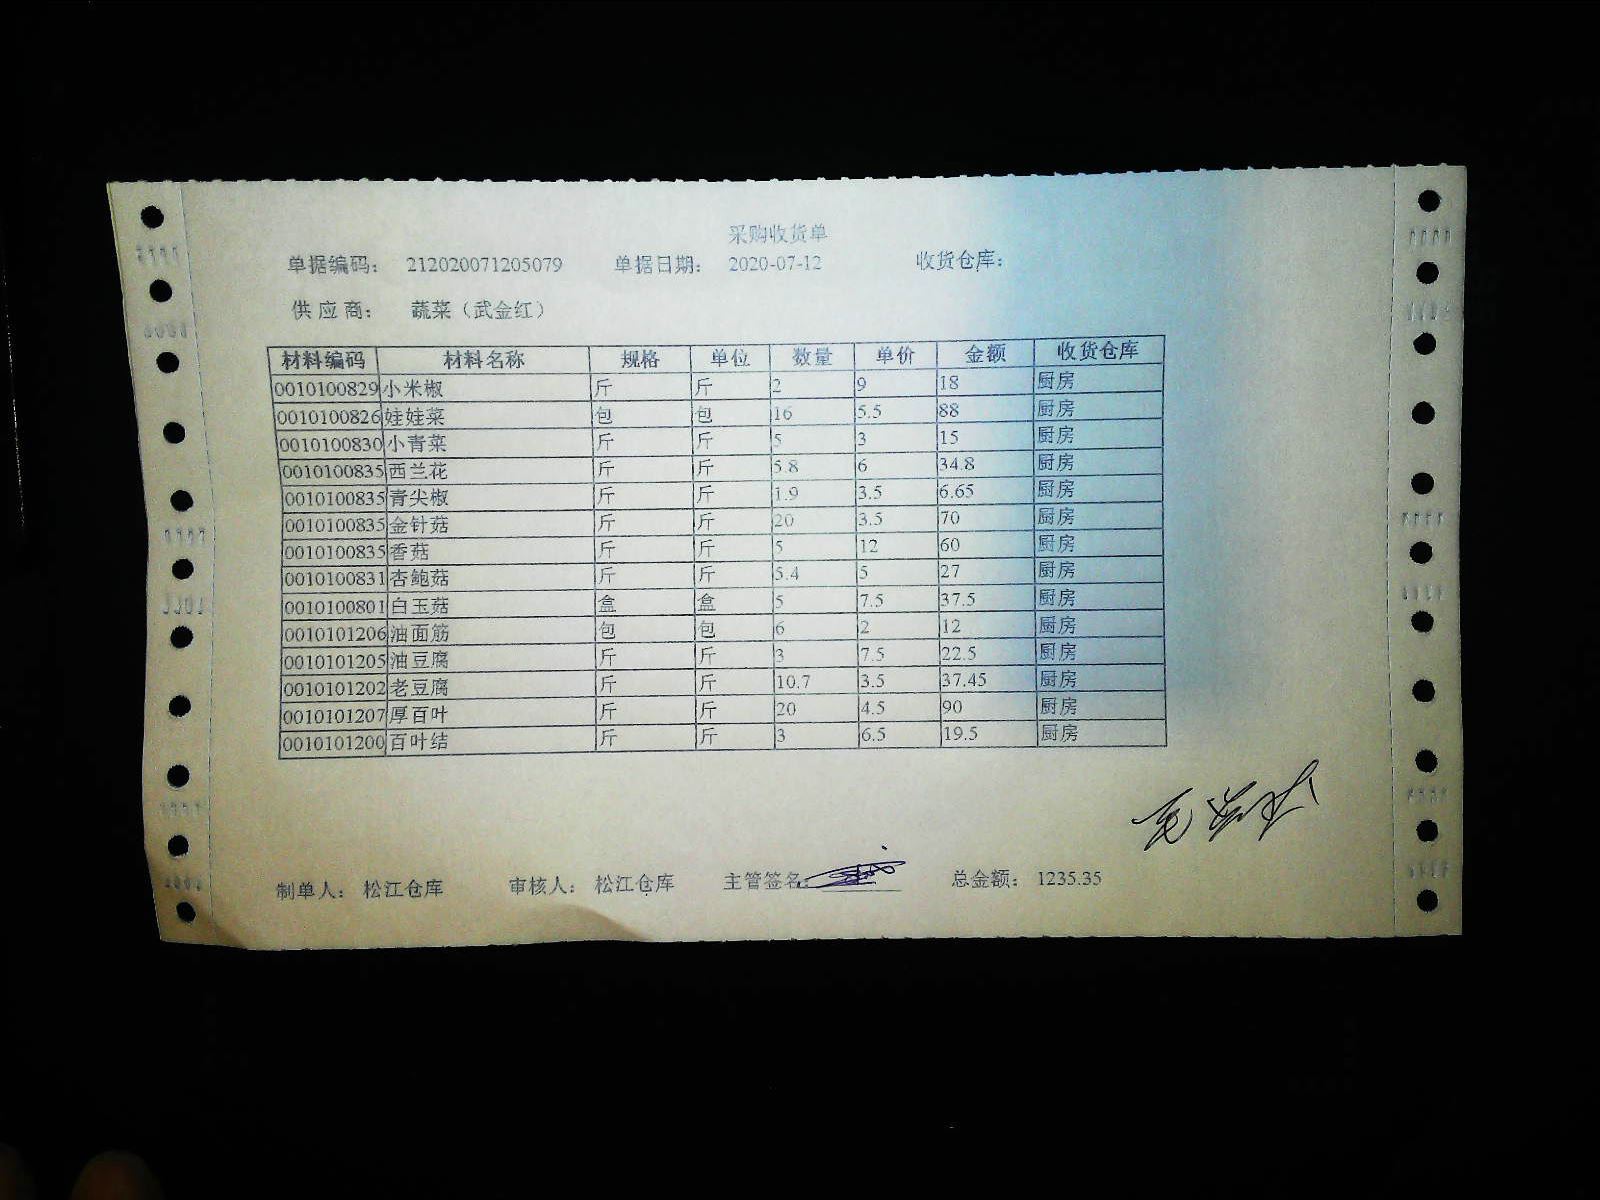 采购收货单
单据编码： 212020071205079 单据日期： 2020-07-12 收货仓库：
供 应 商： 蔬菜（武金红）
材料编码 材料名称 规格 单位 数量 单价 金额 收货仓库
0010100829 小米椒 斤 斤 2 9 18 厨房
0010100826 娃娃菜 包 包 16 5.5 88 厨房
0010100830 小青菜 斤 斤 5 3 15 厨房
0010100835 西兰花 斤 斤 5.8 6 34.8 厨房
0010100835 青尖椒 斤 斤 1.9 3.5 6.65 厨房
0010100835 金针菇 斤 斤 20 3.5 70 厨房
0010100835 香菇 斤 斤 5 12 60 厨房
0010100831 杏鲍菇 斤 斤 5.4 5 27 厨房
0010100801 白玉菇 盒 盒 5 7.5 37.5 厨房
0010101206 油面筋 包 包 6 2 12 厨房
0010101205 油豆腐 斤 斤 3 7.5 22.5 厨房
0010101202 老豆腐 斤 斤 10.7 3.5 37.45 厨房
0010101207 厚百叶 斤 斤 20 4.5 90 厨房
0010101200 百叶结 斤 斤 3 6.5 19.5 厨房
制单人： 松江仓库 审核人： 松江仓库 主管签名： 总金额： 1235.35